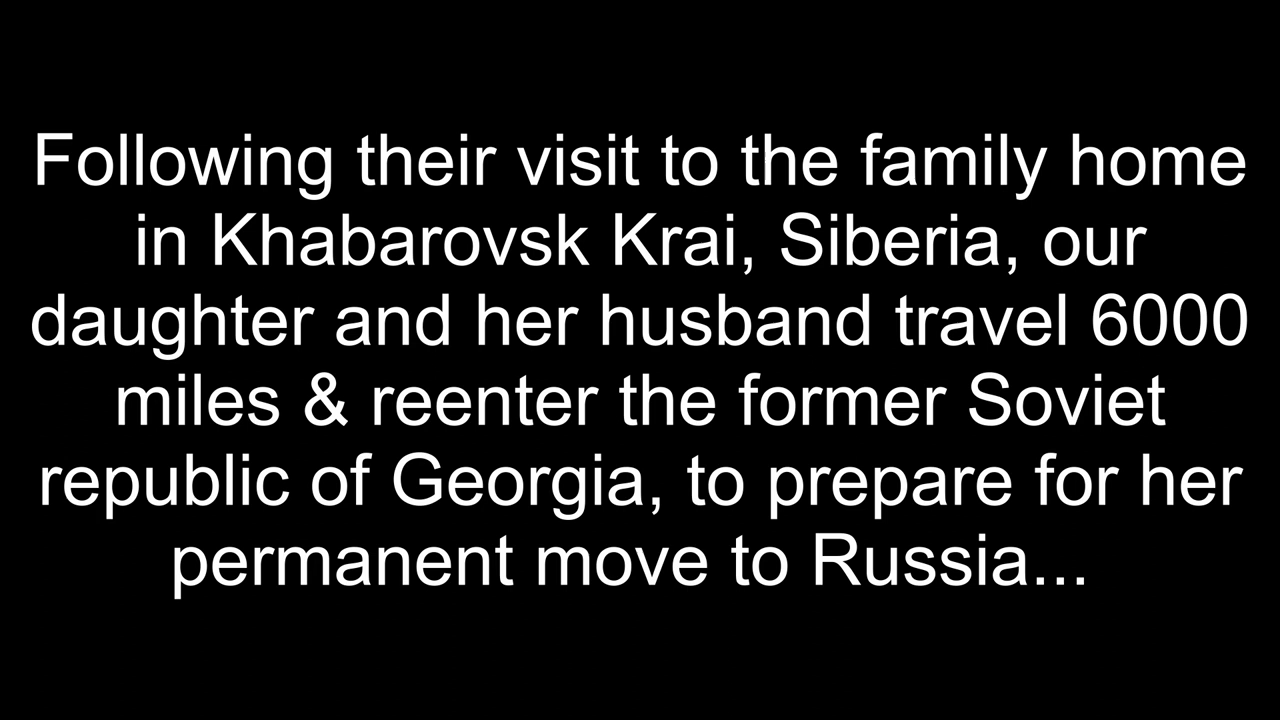 Following their visit to the family home
in Khabarovsk Krai, Siberia, our
daughter and her husband travel 6000
miles & reenter the former Soviet
republic of Georgia, to prepare for her
permanent move to Russia...